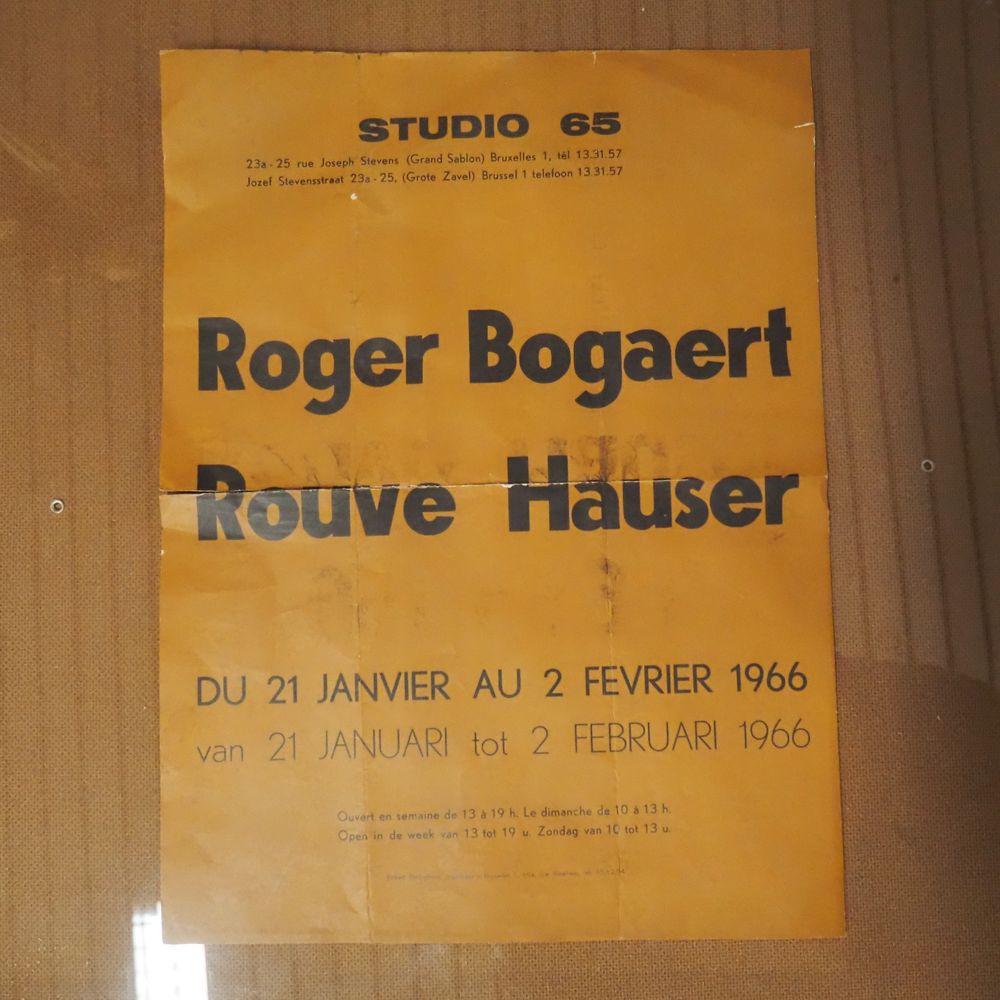 STUDIO 65
23a - 25 rue Joseph Stevens (Grand Sablon) Bruxelles 1, tél 13.31.57
Jozef Stevensstraat 23a - 25, (Grote Zavel) Brussel 1 telefoon 13.31.57
Roger Bogaert
Rouve Hauser
DU 21 JANVIER AU 2 FEVRIER 1966
van 21 JANUARI tot 2 FEBRUARI 1966
Ouvert en semaine de 13 à 19 h. Le dimanche de 10 à 13 h.
Open in de week van 13 tot 19 u. Zondag van 10 tot 13 u.